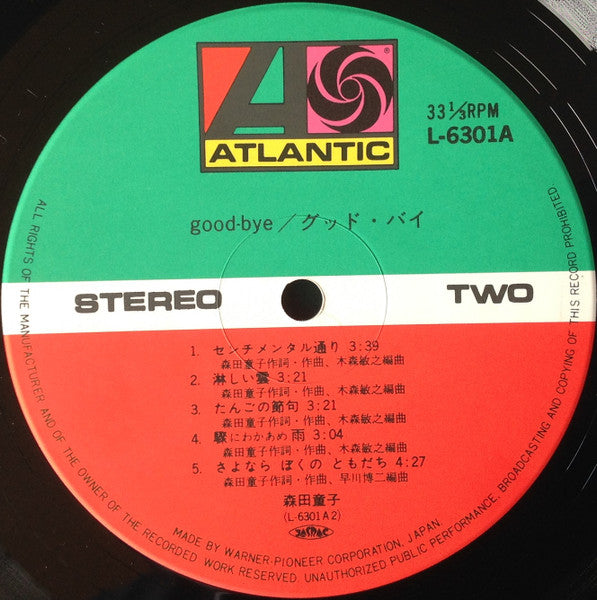 ATLANTIC
®
33 1/3 RPM
L-6301A
good-bye / グッド・バイ
STEREO
TWO
1. センチメンタル通り 3:39
森田童子作詞・作曲、木森敏之編曲
2. 淋しい雲 3:21
森田童子作詞・作曲、木森敏之編曲
3. たんごの節句 3:21
森田童子作詞・作曲、木森敏之編曲
4. 驟にわかあめ雨 3:04
森田童子作詞・作曲、木森敏之編曲
5. さよなら ぼくの ともだち 4:27
森田童子作詞・作曲、早川博二編曲
森田童子
(L-6301A2)
JASRAC
ALL RIGHTS OF THE MANUFACTURER AND OF THE OWNER OF THE RECORDED WORK RESERVED. UNAUTHORIZED PUBLIC PERFORMANCE, BROADCASTING AND COPYING OF THIS RECORD PROHIBITED
MADE BY WARNER-PIONEER CORPORATION, JAPAN.